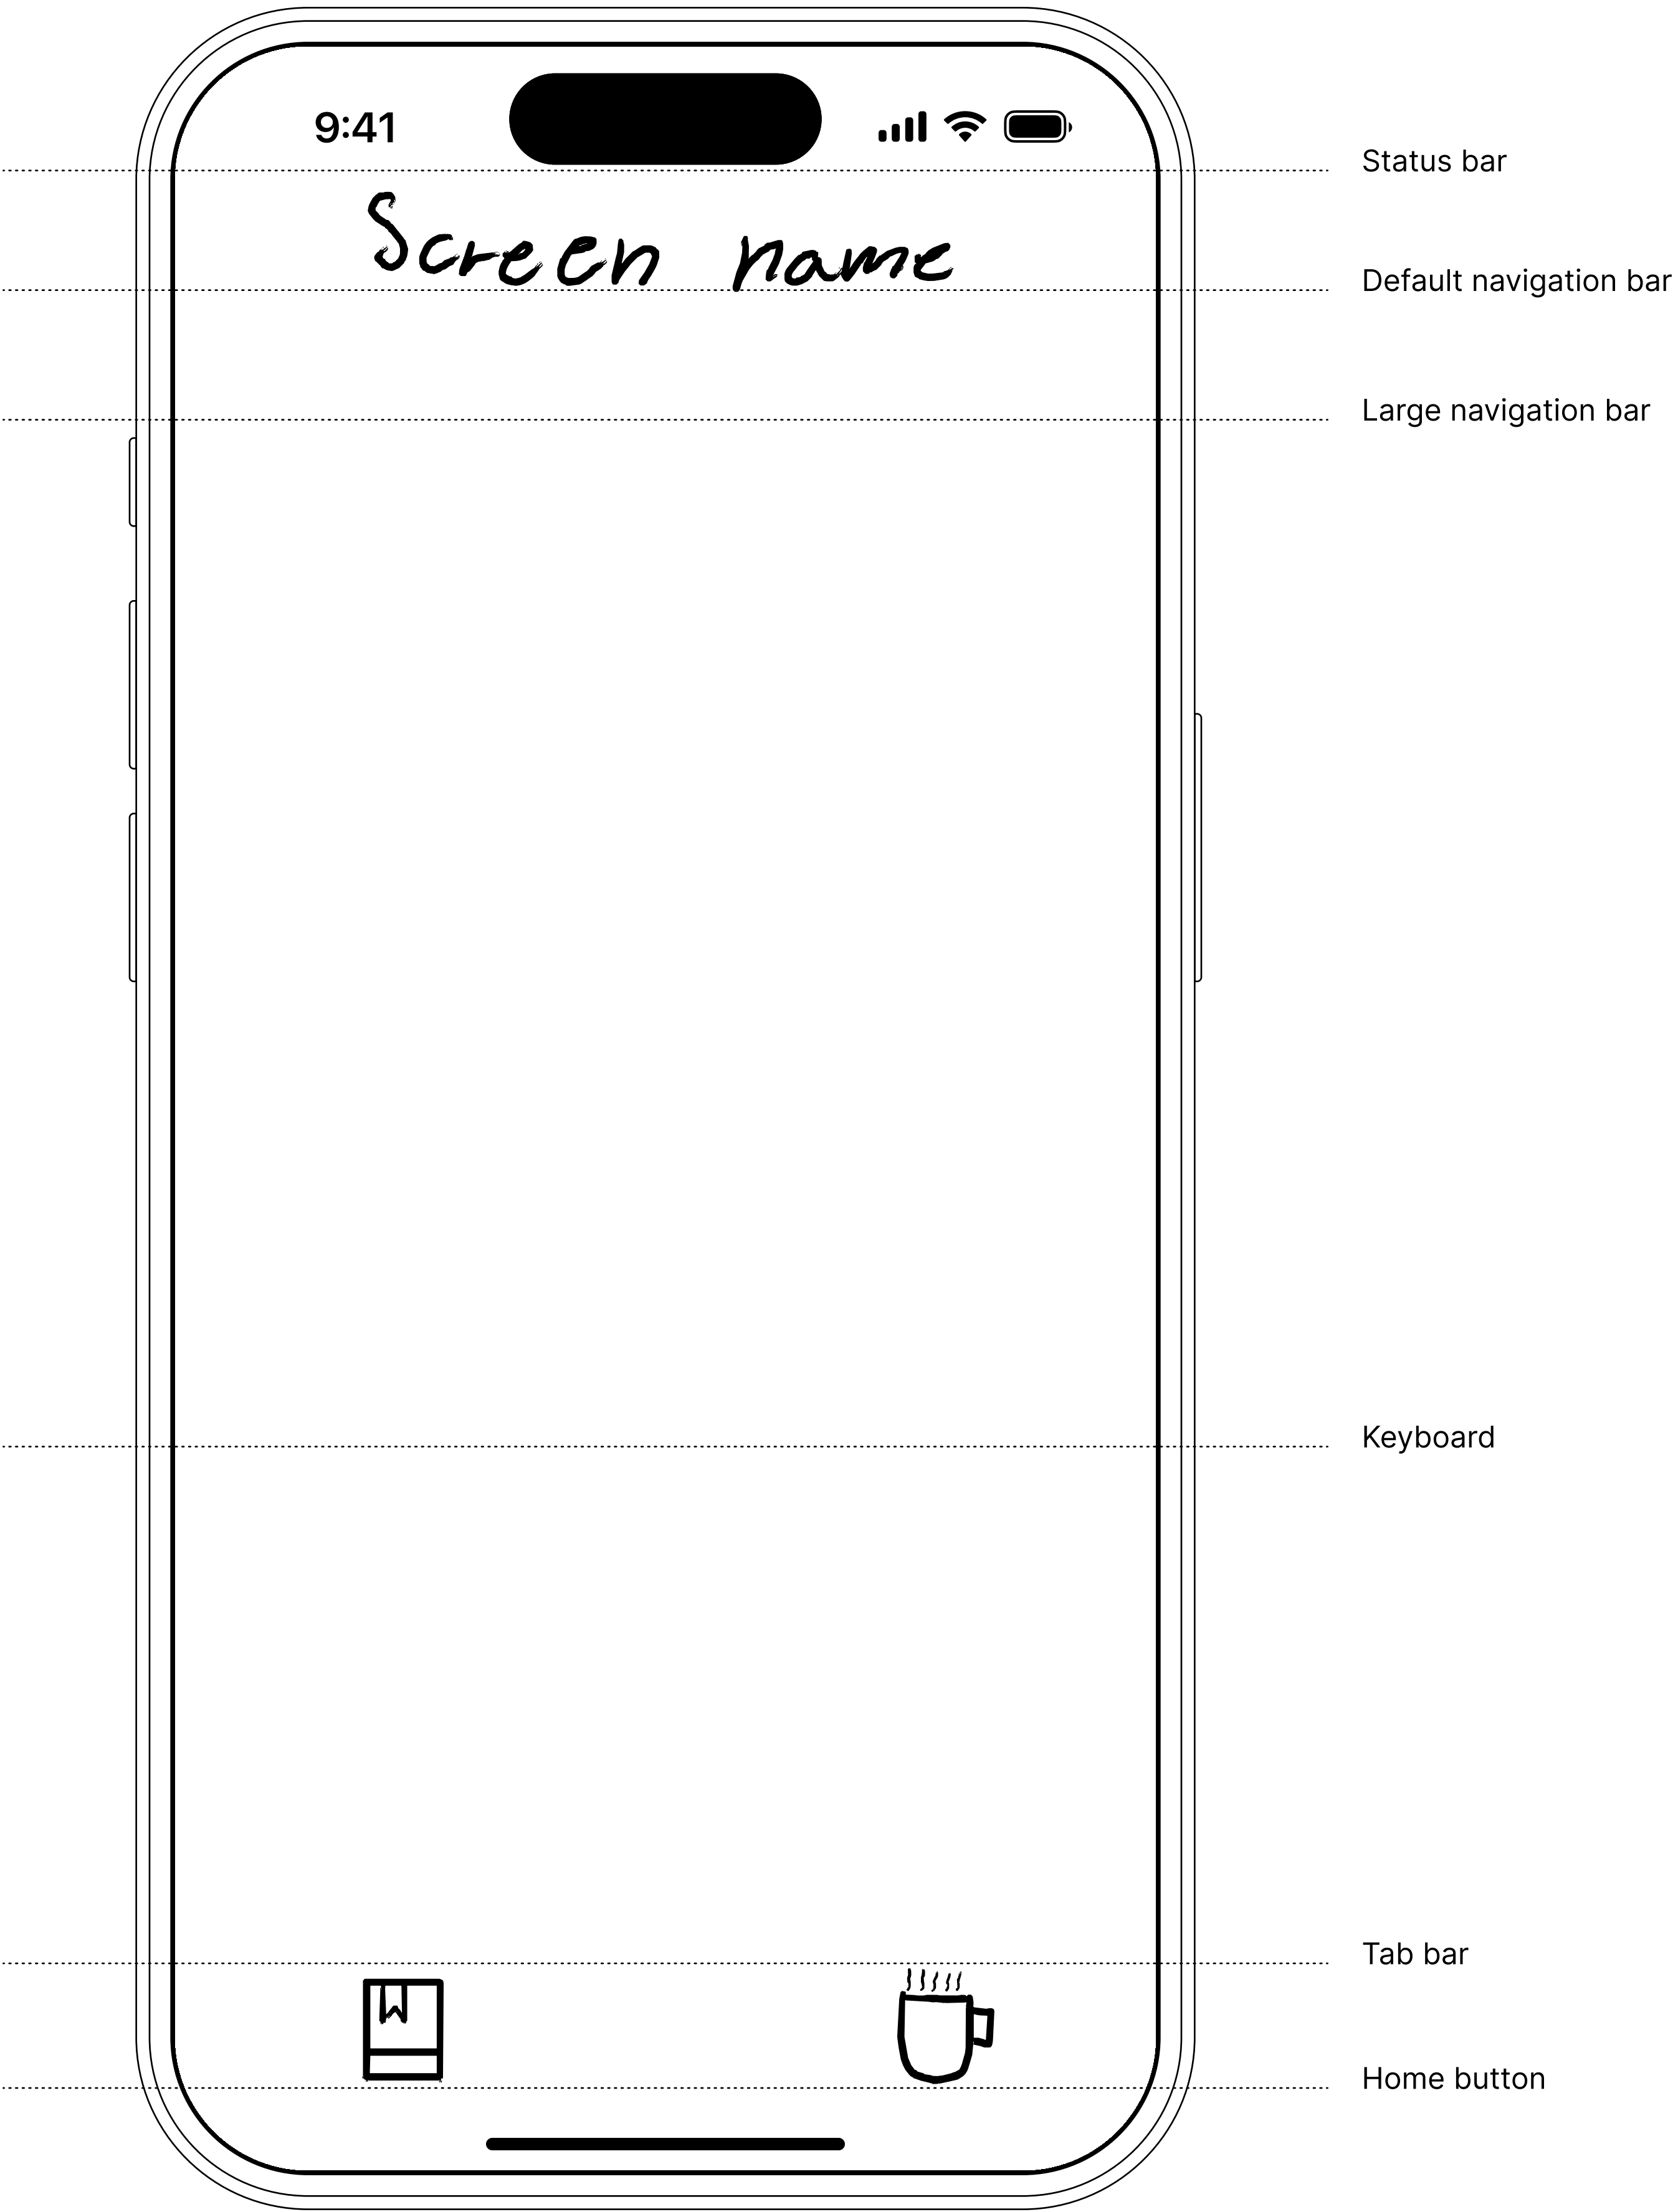 9:41
Status bar
Screen name
Default navigation bar
Large navigation bar
Keyboard
Tab bar
Home button